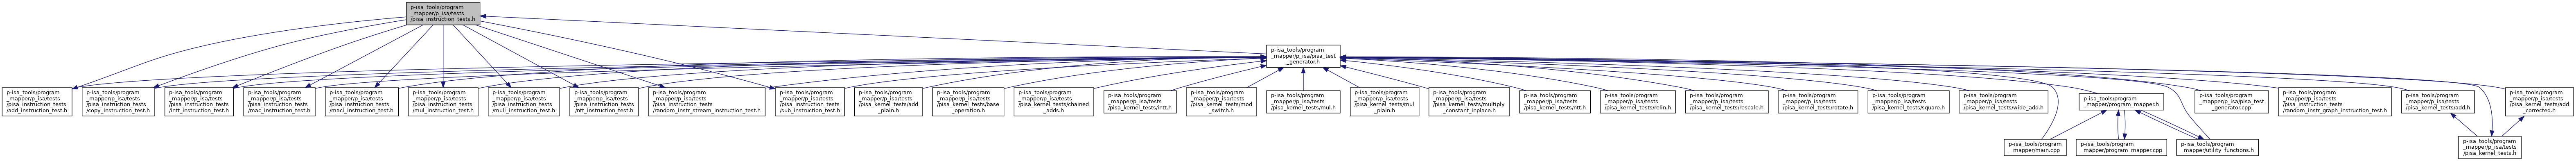 p-isa_tools/program
_mapper/p_isa/tests
/pisa_instruction_tests.h
p-isa_tools/program
_mapper/p_isa/pisa_test
_generator.h
p-isa_tools/program
_mapper/p_isa/tests
/pisa_instruction_tests
/add_instruction_test.h
p-isa_tools/program
_mapper/p_isa/tests
/pisa_instruction_tests
/copy_instruction_test.h
p-isa_tools/program
_mapper/p_isa/tests
/pisa_instruction_tests
/intt_instruction_test.h
p-isa_tools/program
_mapper/p_isa/tests
/pisa_instruction_tests
/mac_instruction_test.h
p-isa_tools/program
_mapper/p_isa/tests
/pisa_instruction_tests
/maci_instruction_test.h
p-isa_tools/program
_mapper/p_isa/tests
/pisa_instruction_tests
/mul_instruction_test.h
p-isa_tools/program
_mapper/p_isa/tests
/pisa_instruction_tests
/muli_instruction_test.h
p-isa_tools/program
_mapper/p_isa/tests
/pisa_instruction_tests
/ntt_instruction_test.h
p-isa_tools/program
_mapper/p_isa/tests
/pisa_instruction_tests
/random_instr_stream_instruction_test.h
p-isa_tools/program
_mapper/p_isa/tests
/pisa_instruction_tests
/sub_instruction_test.h
p-isa_tools/program
_mapper/p_isa/tests
/pisa_kernel_tests/add
_plain.h
p-isa_tools/program
_mapper/p_isa/tests
/pisa_kernel_tests/base
_operation.h
p-isa_tools/program
_mapper/p_isa/tests
/pisa_kernel_tests/chained
_adds.h
p-isa_tools/program
_mapper/p_isa/tests
/pisa_kernel_tests/intt.h
p-isa_tools/program
_mapper/p_isa/tests
/pisa_kernel_tests/mod
_switch.h
p-isa_tools/program
_mapper/p_isa/tests
/pisa_kernel_tests/mul.h
p-isa_tools/program
_mapper/p_isa/tests
/pisa_kernel_tests/mul
_plain.h
p-isa_tools/program
_mapper/p_isa/tests
/pisa_kernel_tests/multiply
_constant_inplace.h
p-isa_tools/program
_mapper/p_isa/tests
/pisa_kernel_tests/ntt.h
p-isa_tools/program
_mapper/p_isa/tests
/pisa_kernel_tests/relin.h
p-isa_tools/program
_mapper/p_isa/tests
/pisa_kernel_tests/rescale.h
p-isa_tools/program
_mapper/p_isa/tests
/pisa_kernel_tests/rotate.h
p-isa_tools/program
_mapper/p_isa/tests
/pisa_kernel_tests/square.h
p-isa_tools/program
_mapper/p_isa/tests
/pisa_kernel_tests/wide_add.h
p-isa_tools/program
_mapper/program_mapper.h
p-isa_tools/program
_mapper/p_isa/pisa_test
_generator.cpp
p-isa_tools/program
_mapper/p_isa/tests
/pisa_instruction_tests
/random_instr_graph_instruction_test.h
p-isa_tools/program
_mapper/p_isa/tests
/pisa_kernel_tests/add.h
p-isa_tools/program
_mapper/p_isa/tests
/pisa_kernel_tests/add
_corrected.h
p-isa_tools/program
_mapper/main.cpp
p-isa_tools/program
_mapper/program_mapper.cpp
p-isa_tools/program
_mapper/utility_functions.h
p-isa_tools/program
_mapper/p_isa/tests
/pisa_kernel_tests.h